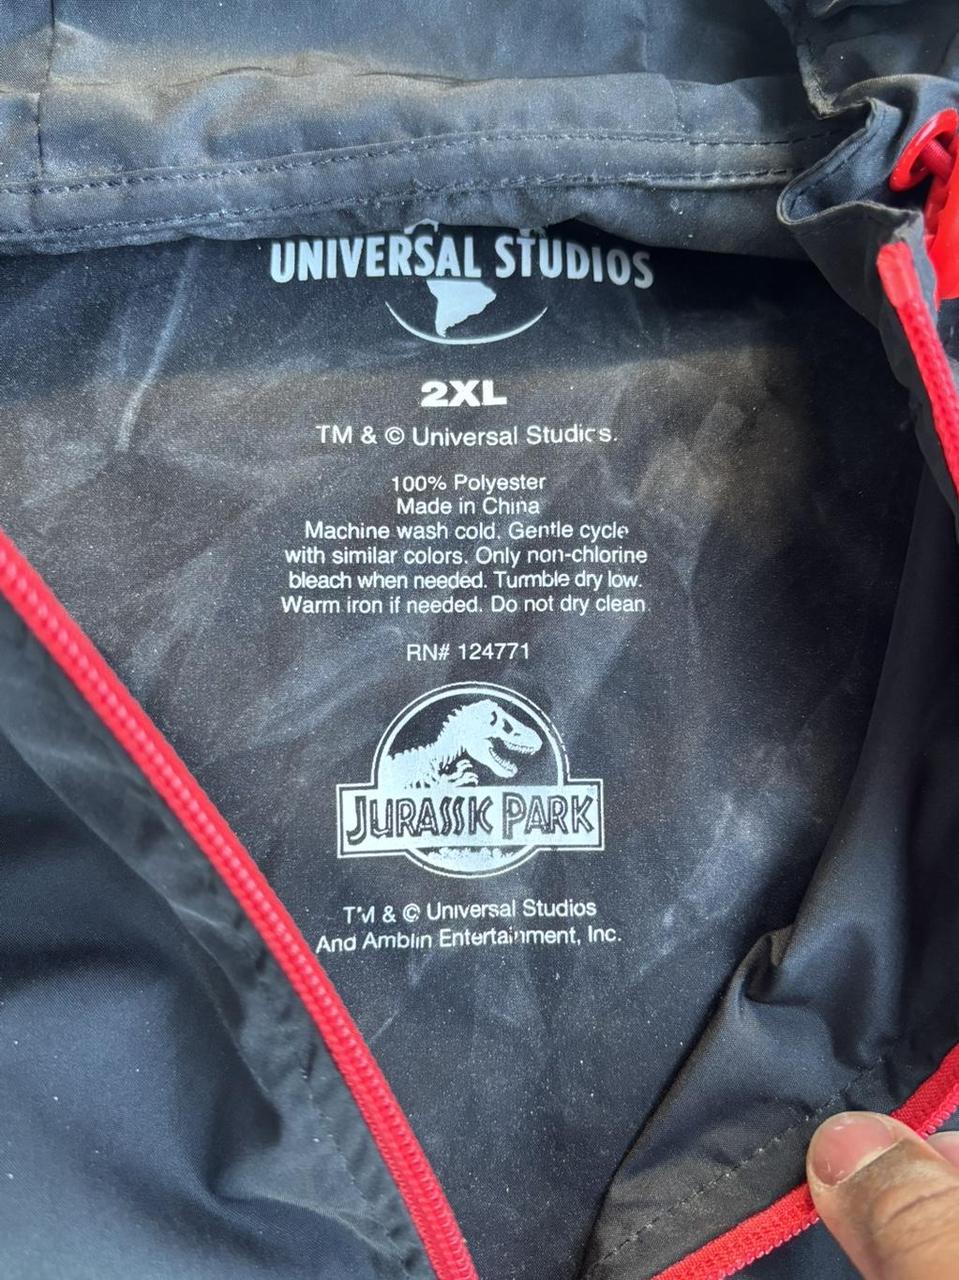 UNIVERSAL STUDIOS
2XL
TM & © Universal Studios.
100% Polyester
Made in China
Machine wash cold. Gentle cycle
with similar colors. Only non-chlorine
bleach when needed. Tumble dry low.
Warm iron if needed. Do not dry clean.
RN# 124771
JURASSIC PARK
TM & © Universal Studios
And Amblin Entertainment, Inc.